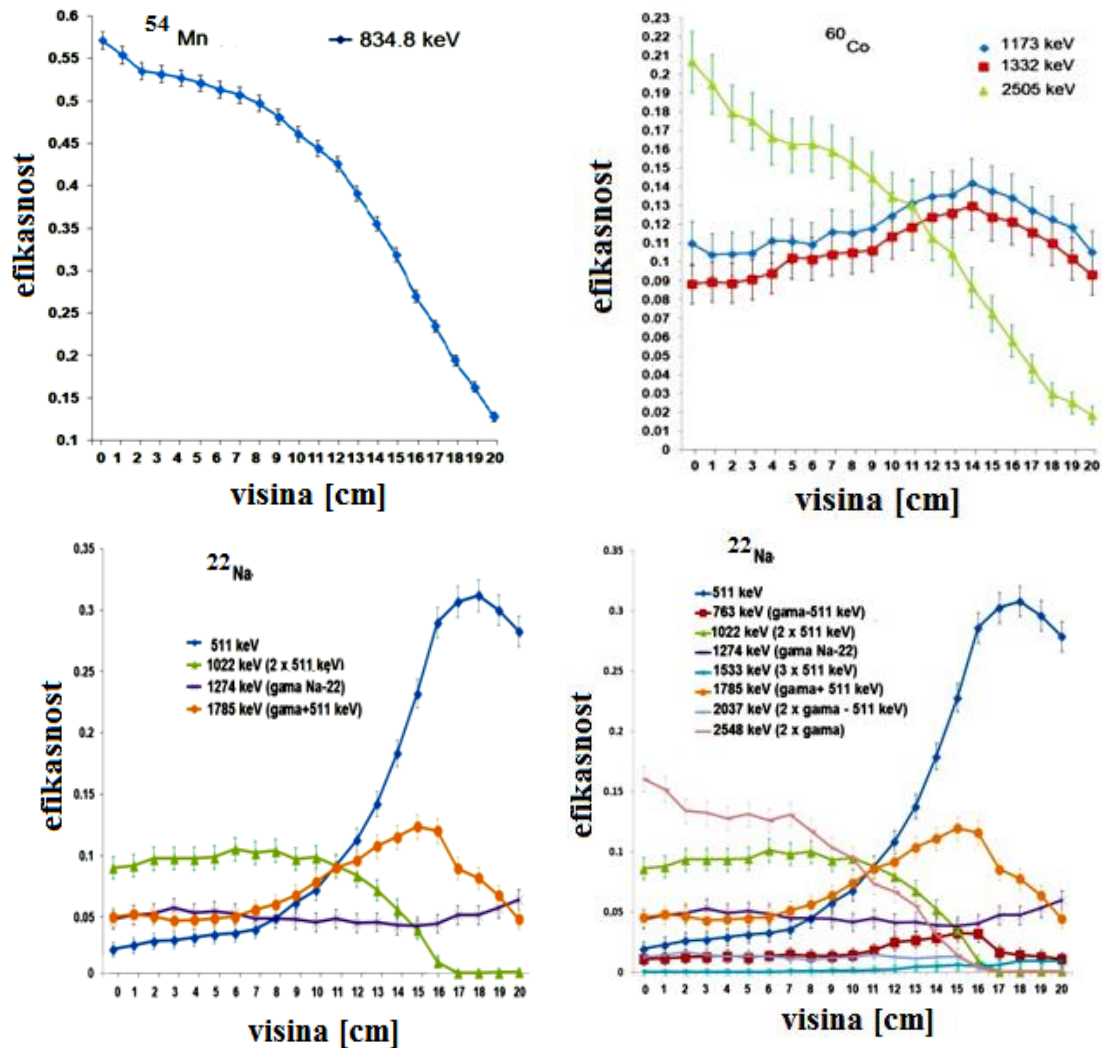 54Mn
834.8 keV
0.6
0.55
0.5
0.45
0.4
0.35
0.3
0.25
0.2
0.15
0.1
efikasnost
0 1 2 3 4 5 6 7 8 9 10 11 12 13 14 15 16 17 18 19 20
visina [cm]
60Co
1173 keV
1332 keV
2505 keV
0.23
0.22
0.21
0.2
0.19
0.18
0.17
0.16
0.15
0.14
0.13
0.12
0.11
0.1
0.09
0.08
0.07
0.06
0.05
0.04
0.03
0.02
0.01
0
efikasnost
0 1 2 3 4 5 6 7 8 9 10 11 12 13 14 15 16 17 18 19 20
visina [cm]
22Na
511 keV
1022 keV (2 x 511 keV)
1274 keV (gama Na-22)
1785 keV (gama+511 keV)
0.35
0.3
0.25
0.2
0.15
0.1
0.05
0
efikasnost
0 1 2 3 4 5 6 7 8 9 10 11 12 13 14 15 16 17 18 19 20
visina [cm]
22Na
511 keV
763 keV (gama-511 keV)
1022 keV (2 x 511 keV)
1274 keV (gama Na-22)
1533 keV (3 x 511 keV)
1785 keV (gama+ 511 keV)
2037 keV (2 x gama - 511 keV)
2548 keV (2 x gama)
0.35
0.3
0.25
0.2
0.15
0.1
0.05
0
efikasnost
0 1 2 3 4 5 6 7 8 9 10 11 12 13 14 15 16 17 18 19 20
visina [cm]